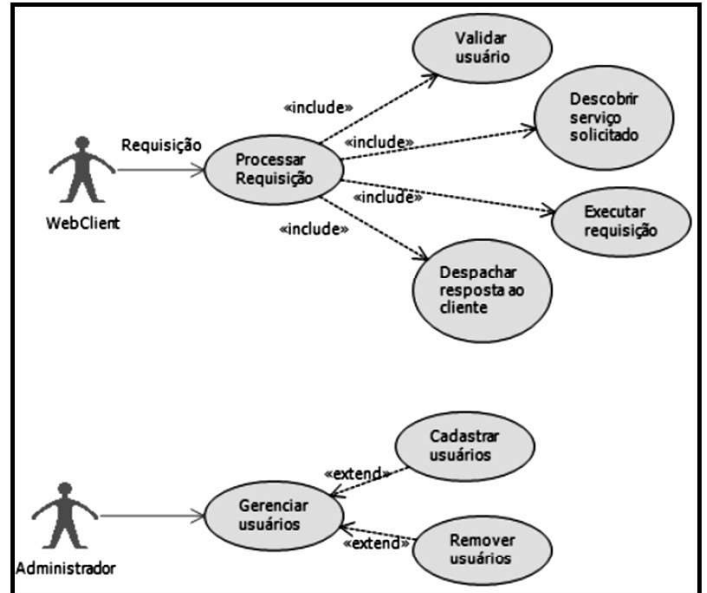 Validar
usuário
«include»
Descobrir
serviço
solicitado
Requisição
«include»
Processar
Requisição
«include»
Executar
requisição
WebClient
«include»
Despachar
resposta ao
cliente
Cadastrar
usuários
«extend»
Gerenciar
usuários
«extend»
Remover
usuários
Administrador